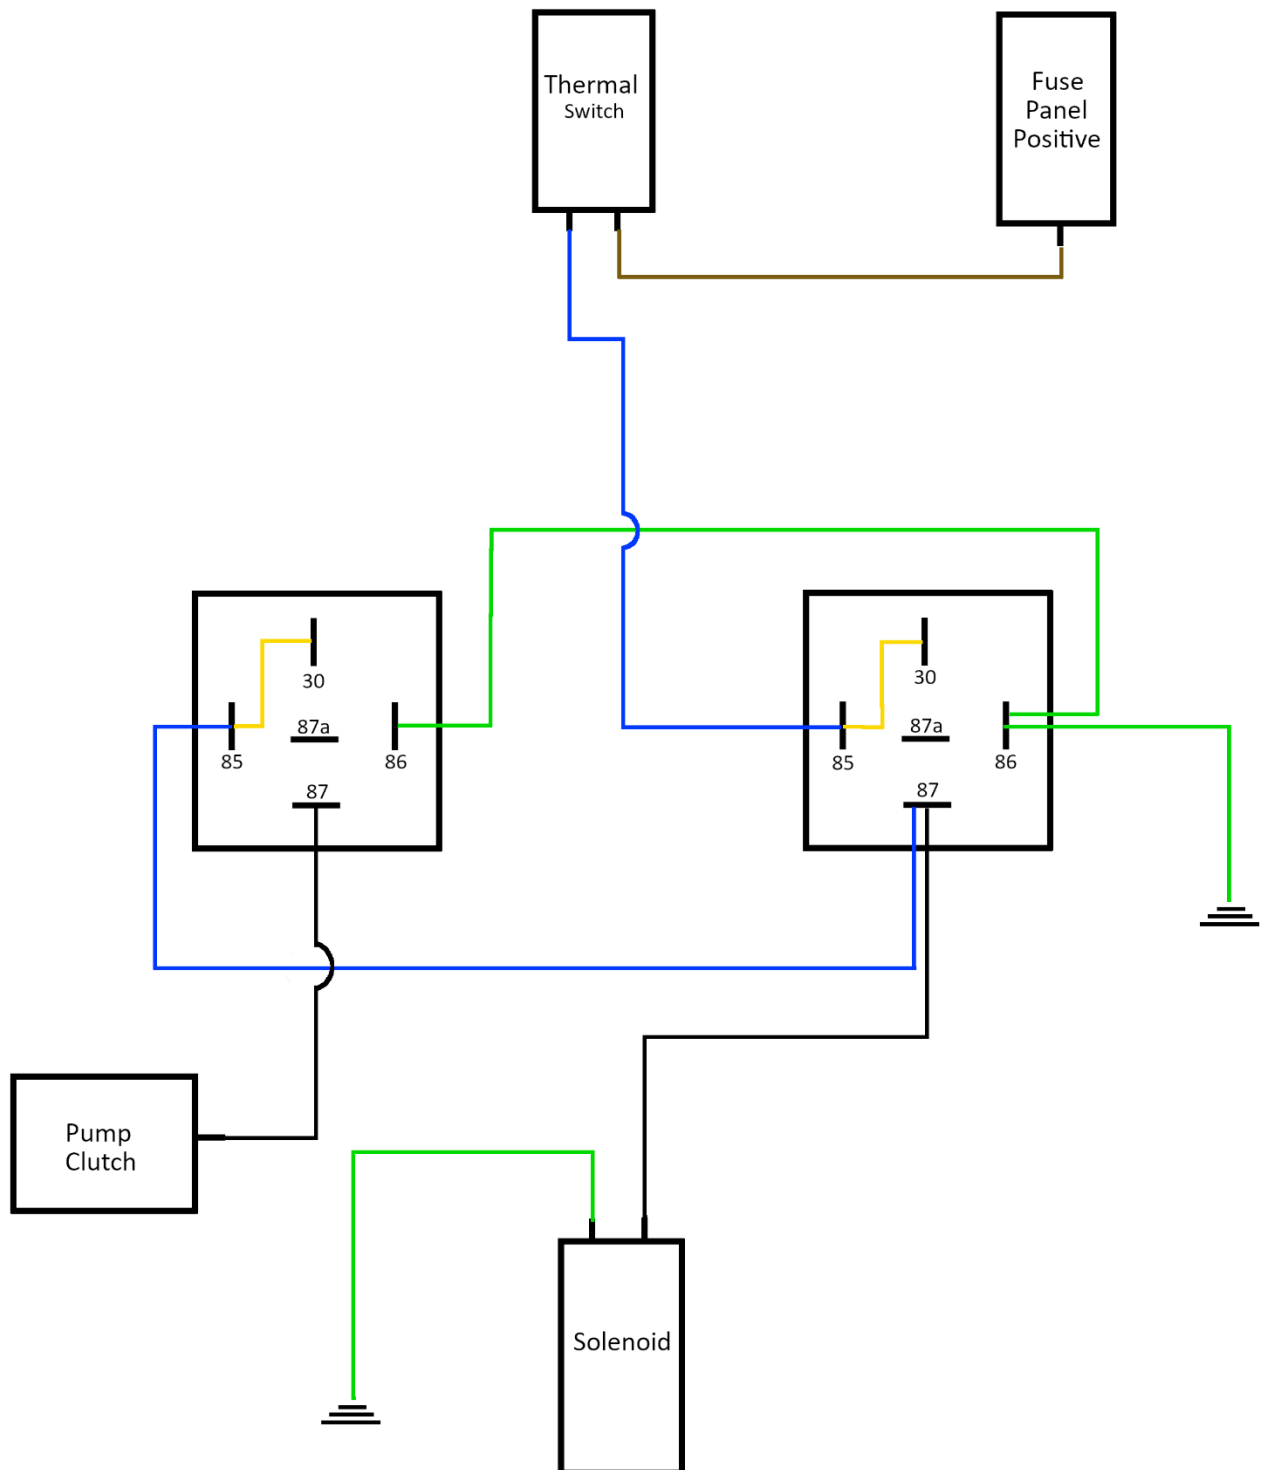 Thermal
Switch
Fuse
Panel
Positive
30
87a
85
86
87
30
87a
85
86
87
Pump
Clutch
Solenoid